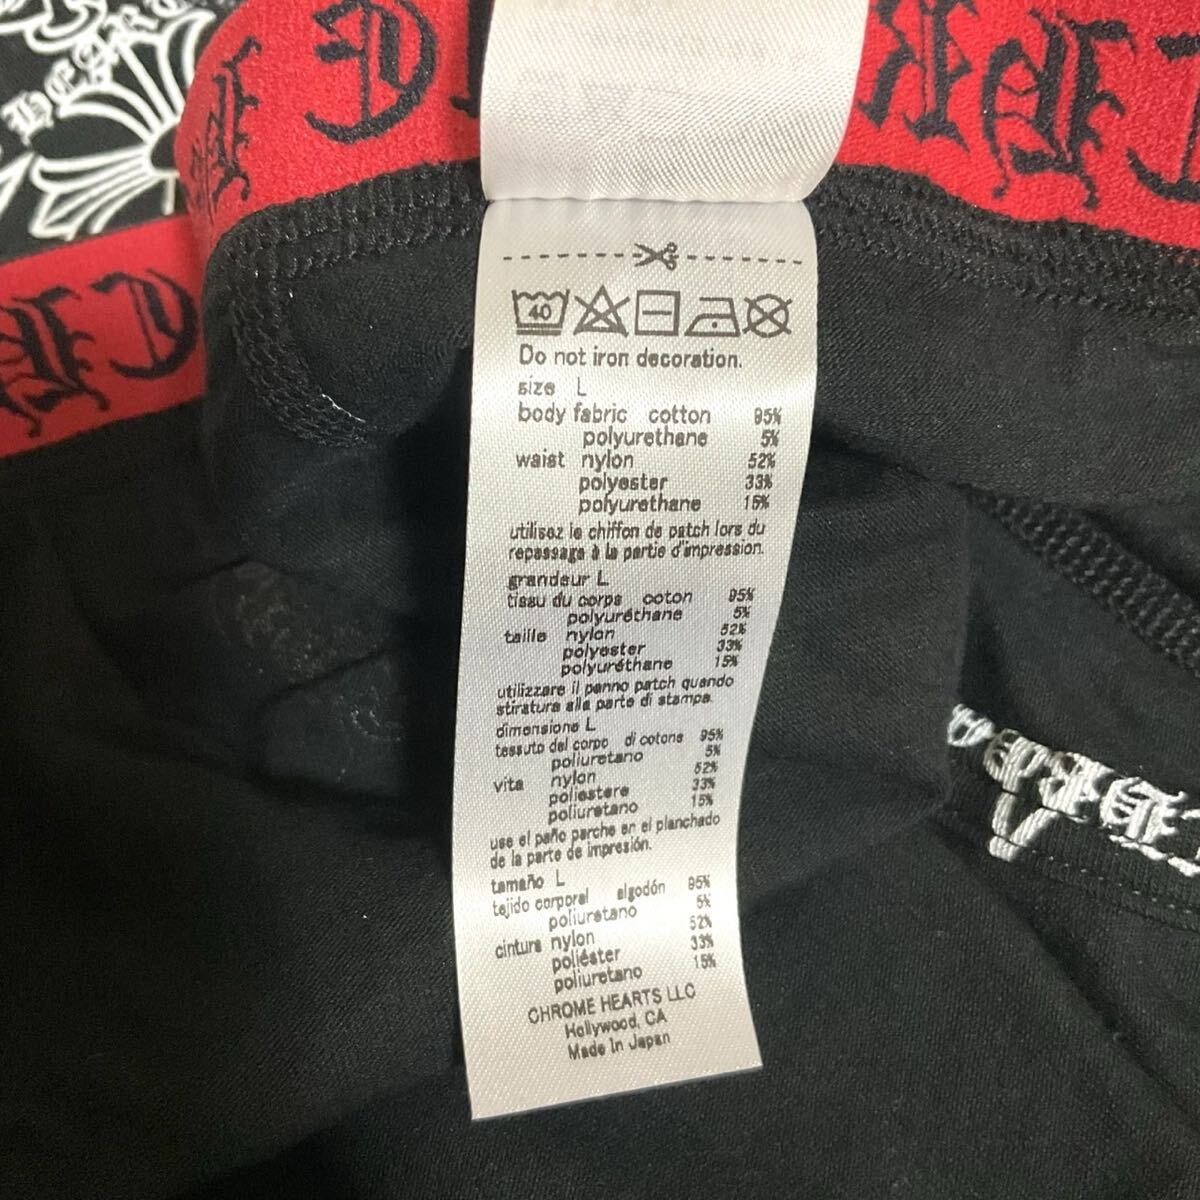 HEART
40
Do not iron decoration.
size L
body fabric cotton 95%
polyurethane 5%
waist nylon 52%
polyester 33%
polyurethane 15%
utilisez le chiffon de patch lors du
repassage à la partie d'impression.
grandeur L
tissu du corps coton 95%
polyuréthane 5%
taille nylon 52%
polyester 33%
polyuréthane 15%
utilizzare il panno patch quando
stiratura alla parte di stampa.
dimensione L
tessuto del corpo di cotone 95%
poliuretano 5%
vita nylon 52%
poliestere 33%
poliuretano 15%
use el paño parche en el planchado
de la parte de impresión.
tamaño L
tejido corporal algodón 95%
poliuretano 5%
cintura nylon 52%
poliéster 33%
poliuretano 15%
CHROME HEARTS LLC
Hollywood, CA
Made In Japan